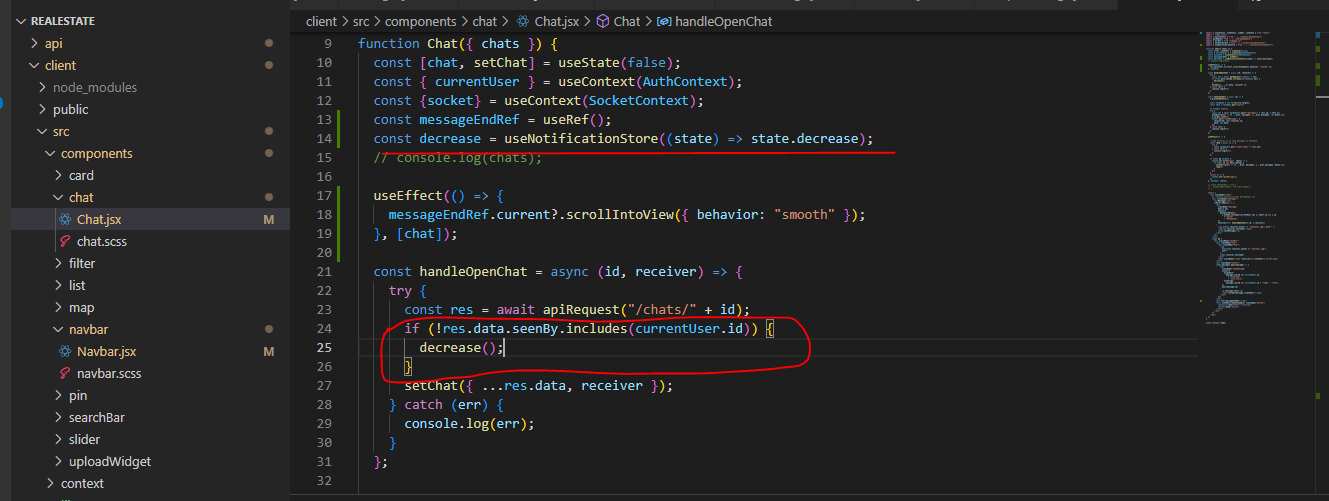 REALESTATE
api
client
node_modules
public
src
components
card
chat
Chat.jsx M
chat.scss
filter
list
map
navbar
Navbar.jsx M
navbar.scss
pin
searchBar
slider
uploadWidget
context
client > src > components > chat > Chat.jsx > Chat > handleOpenChat
9 function Chat({ chats }) {
10 const [chat, setChat] = useState(false);
11 const { currentUser } = useContext(AuthContext);
12 const {socket} = useContext(SocketContext);
13 const messageEndRef = useRef();
14 const decrease = useNotificationStore((state) => state.decrease);
15 // console.log(chats);
16
17 useEffect(() => {
18 messageEndRef.current?.scrollIntoView({ behavior: "smooth" });
19 }, [chat]);
20
21 const handleOpenChat = async (id, receiver) => {
22 try {
23 const res = await apiRequest("/chats/" + id);
24 if (!res.data.seenBy.includes(currentUser.id)) {
25 decrease();
26 }
27 setChat({ ...res.data, receiver });
28 } catch (err) {
29 console.log(err);
30 }
31 };
32